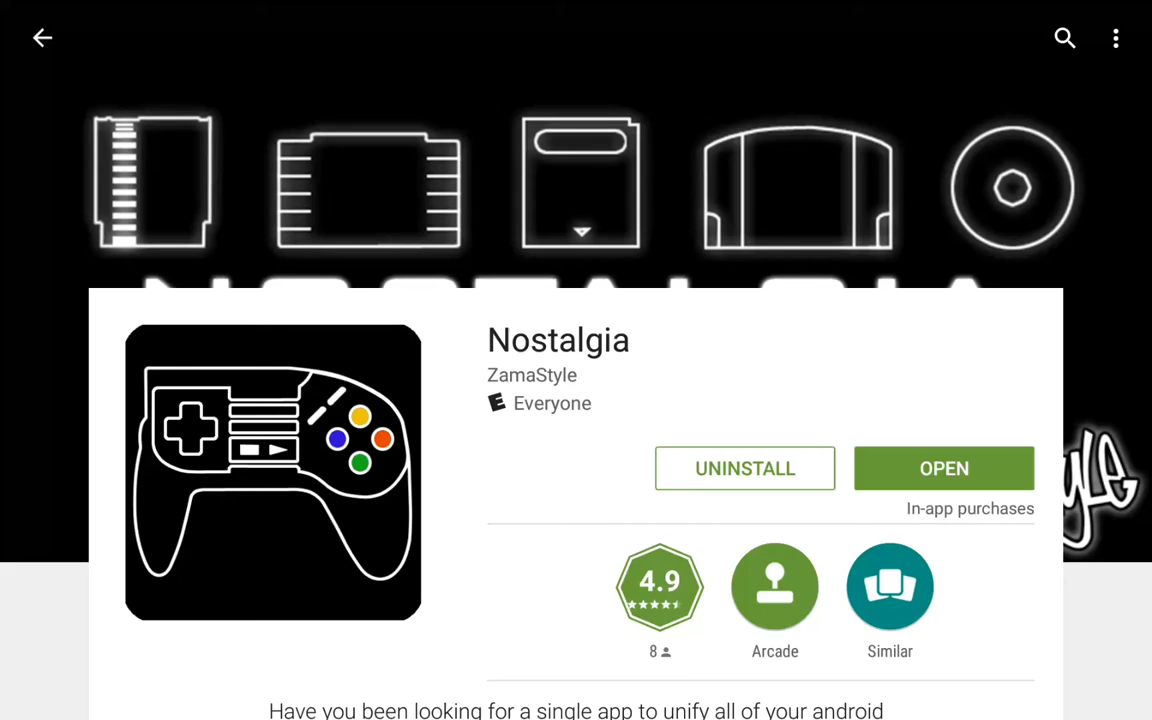 Nostalgia
ZamaStyle
E Everyone
UNINSTALL
OPEN
In-app purchases
4.9
8
Arcade
Similar
Have you been looking for a single app to unify all of your android